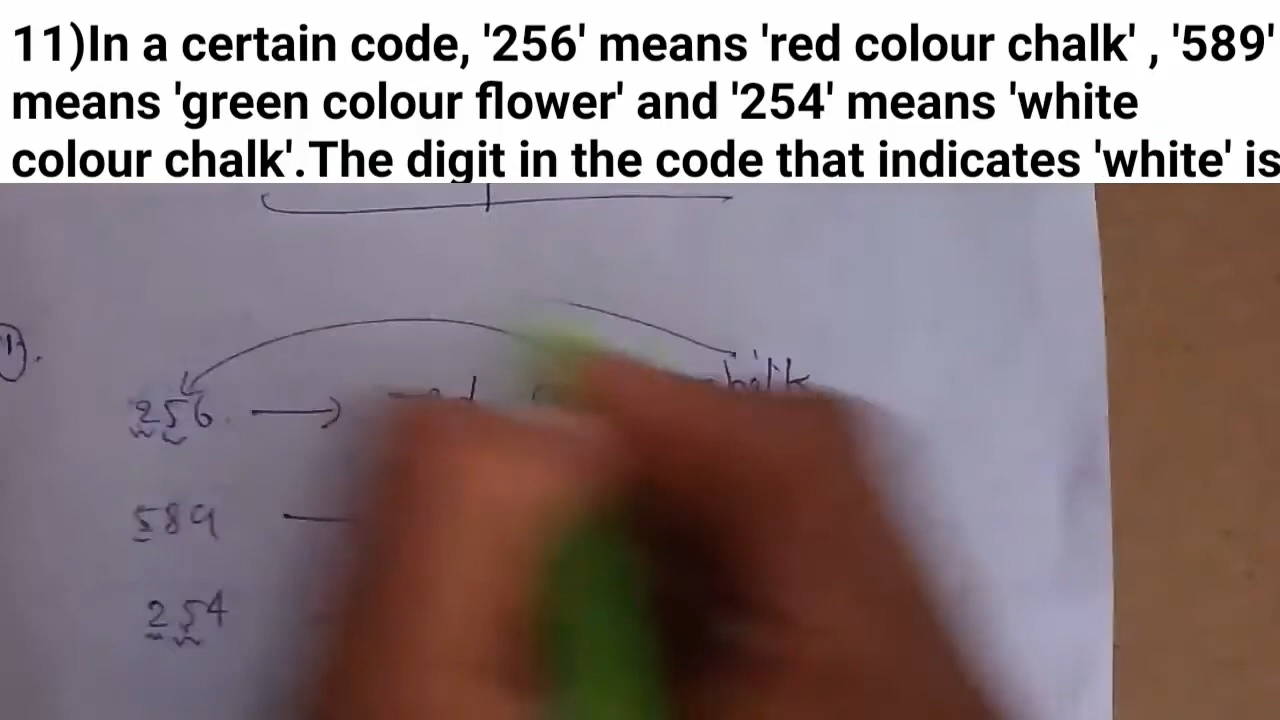 11)In a certain code, '256' means 'red colour chalk' , '589'
means 'green colour flower' and '254' means 'white
colour chalk'.The digit in the code that indicates 'white' is
256. → red
589 —
254